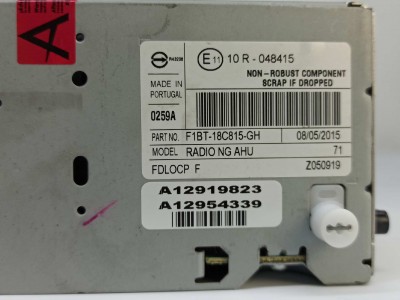 A
R43236
E11 10 R - 048415
MADE IN
PORTUGAL
NON - ROBUST COMPONENT
SCRAP IF DROPPED
0259A
PART NO. F1BT-18C815-GH 08/05/2015
MODEL RADIO NG AHU 71
FDLOCP F Z050919
A12919823
A12954339